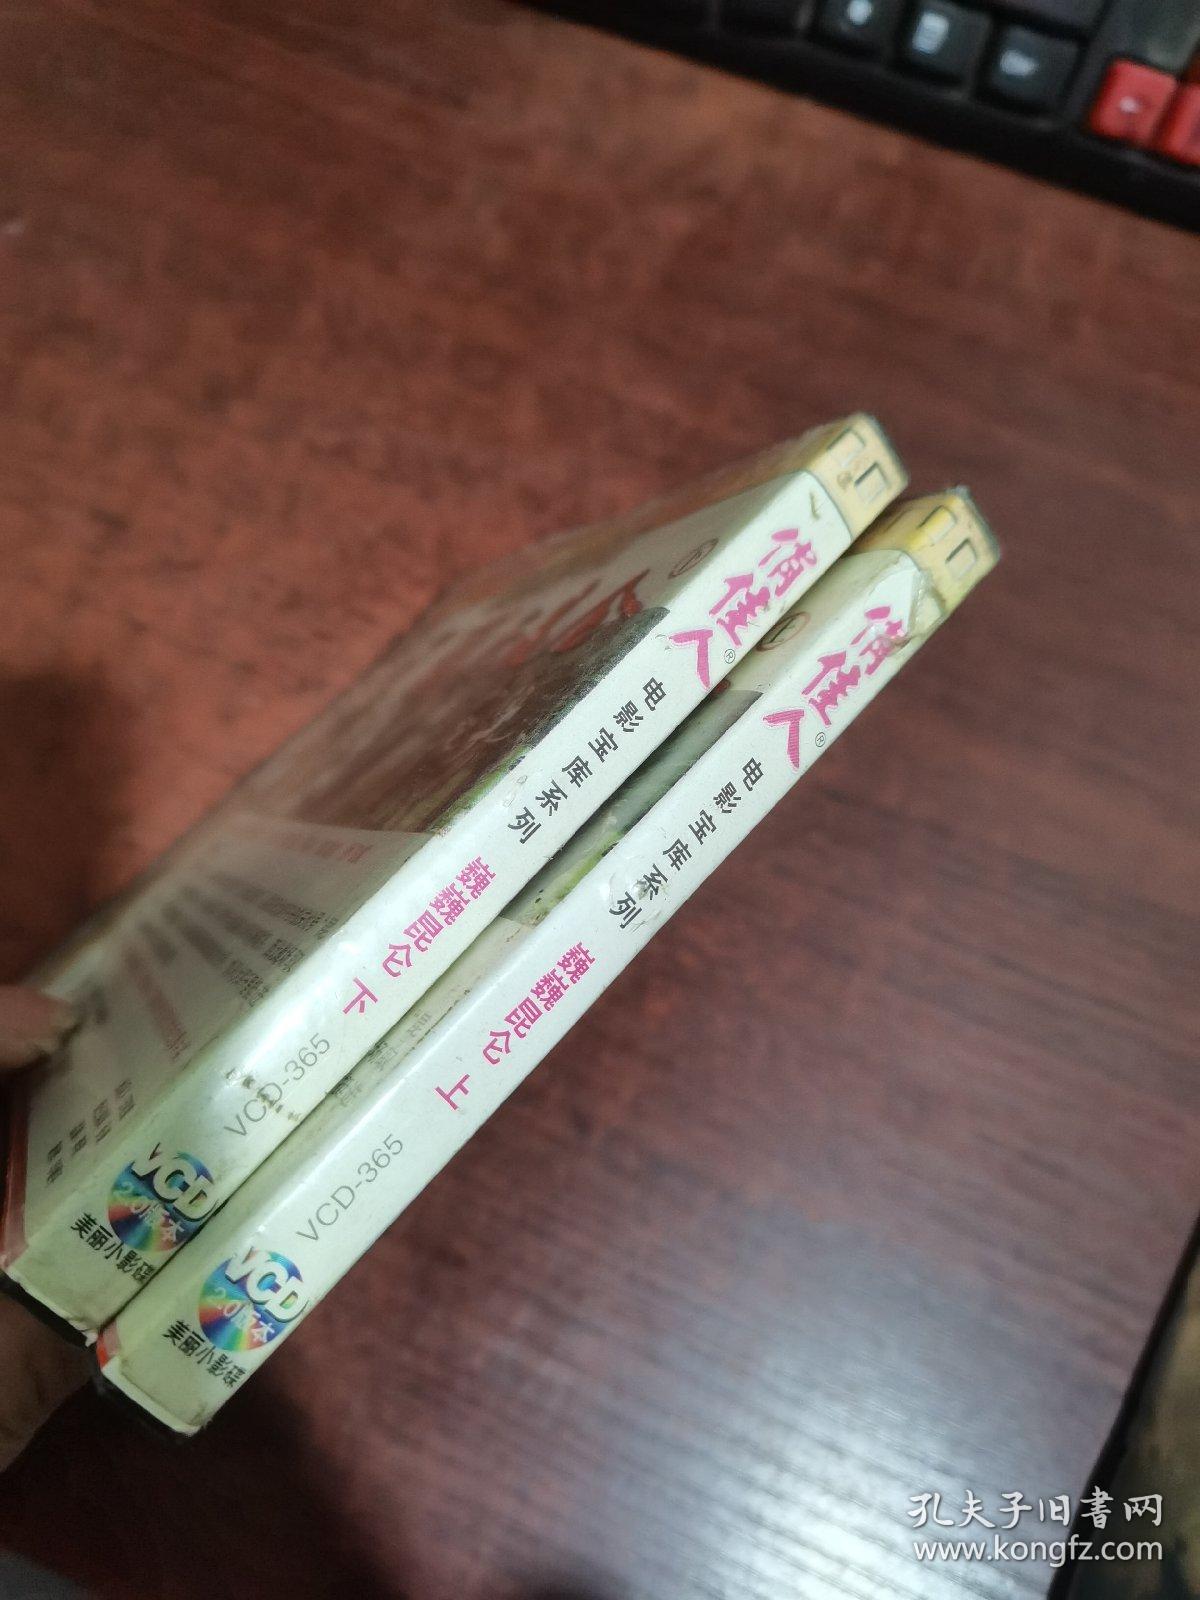 俏佳人®
电影宝库系列
巍巍昆仑 下
VCD-365
VCD
2.0版本
美丽小影碟
俏佳人®
电影宝库系列
巍巍昆仑 上
VCD-365
VCD
2.0版本
美丽小影碟
孔夫子旧书网
www.kongfz.com